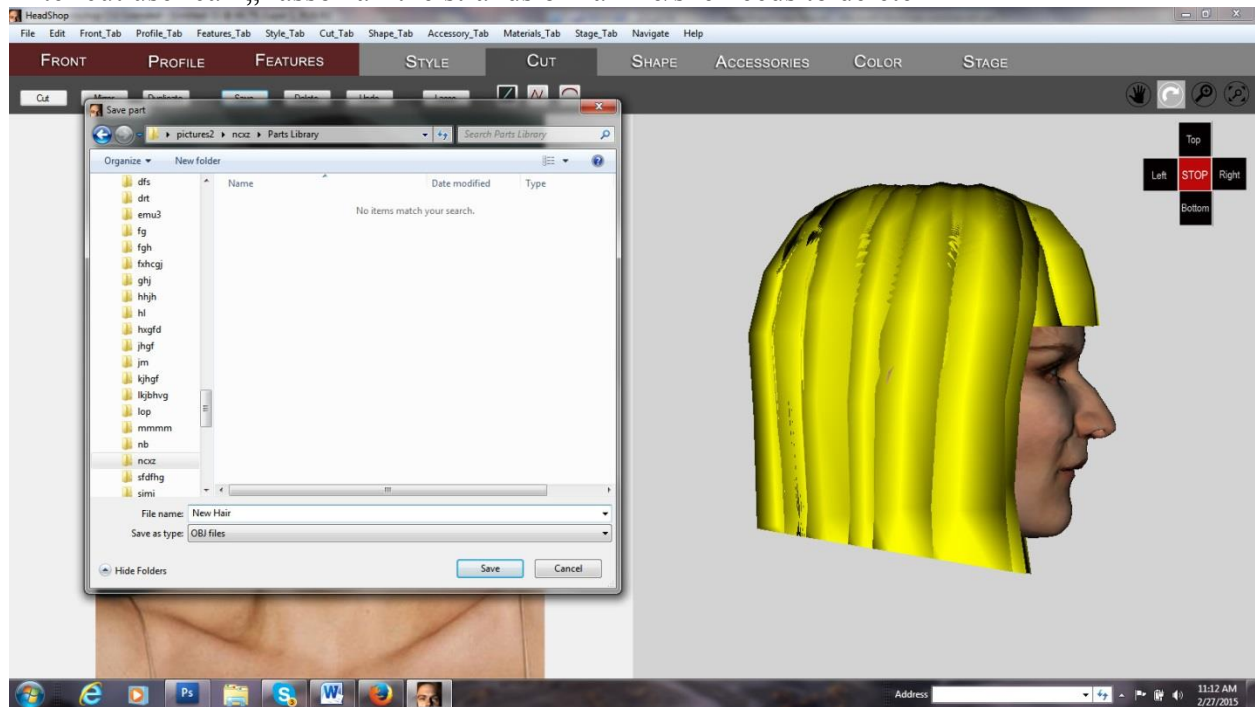 HeadShop
File Edit Front_Tab Profile_Tab Features_Tab Style_Tab Cut_Tab Shape_Tab Accessory_Tab Materials_Tab Stage_Tab Navigate Help
FRONT PROFILE FEATURES STYLE CUT SHAPE ACCESSORIES COLOR STAGE
Cut
Save part
pictures2 ncxz Parts Library Search Parts Library
Organize New folder
Name Date modified Type
No items match your search.
dfs
drt
emu3
fg
fgh
fxhcgj
ghj
hhjh
hl
hxgfd
jhgf
jm
kjhgf
lkjbhvg
lop
mmmm
nb
ncxz
sfdfhg
simi
File name: New Hair
Save as type: OBJ files
Hide Folders Save Cancel
Top
Left STOP Right
Bottom
Ps S W
Address
11:12 AM
2/27/2015